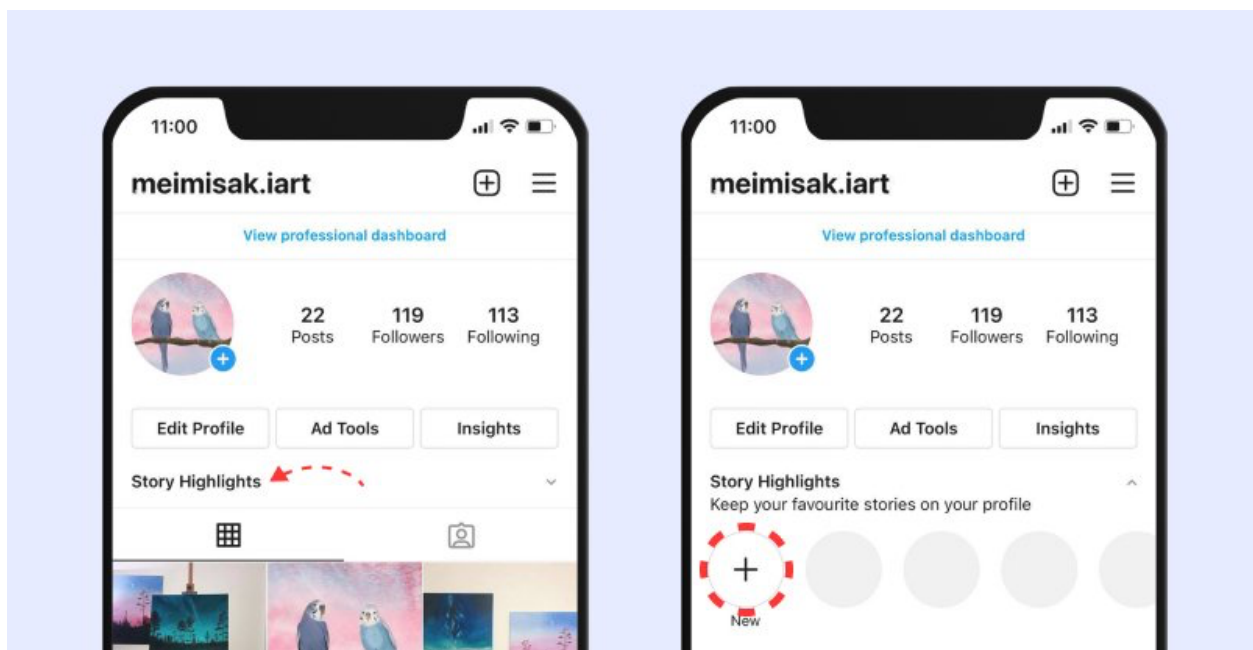 11:00
meimisak.iart
View professional dashboard
22 119 113
Posts Followers Following
Edit Profile Ad Tools Insights
Story Highlights
11:00
meimisak.iart
View professional dashboard
22 119 113
Posts Followers Following
Edit Profile Ad Tools Insights
Story Highlights
Keep your favourite stories on your profile
New